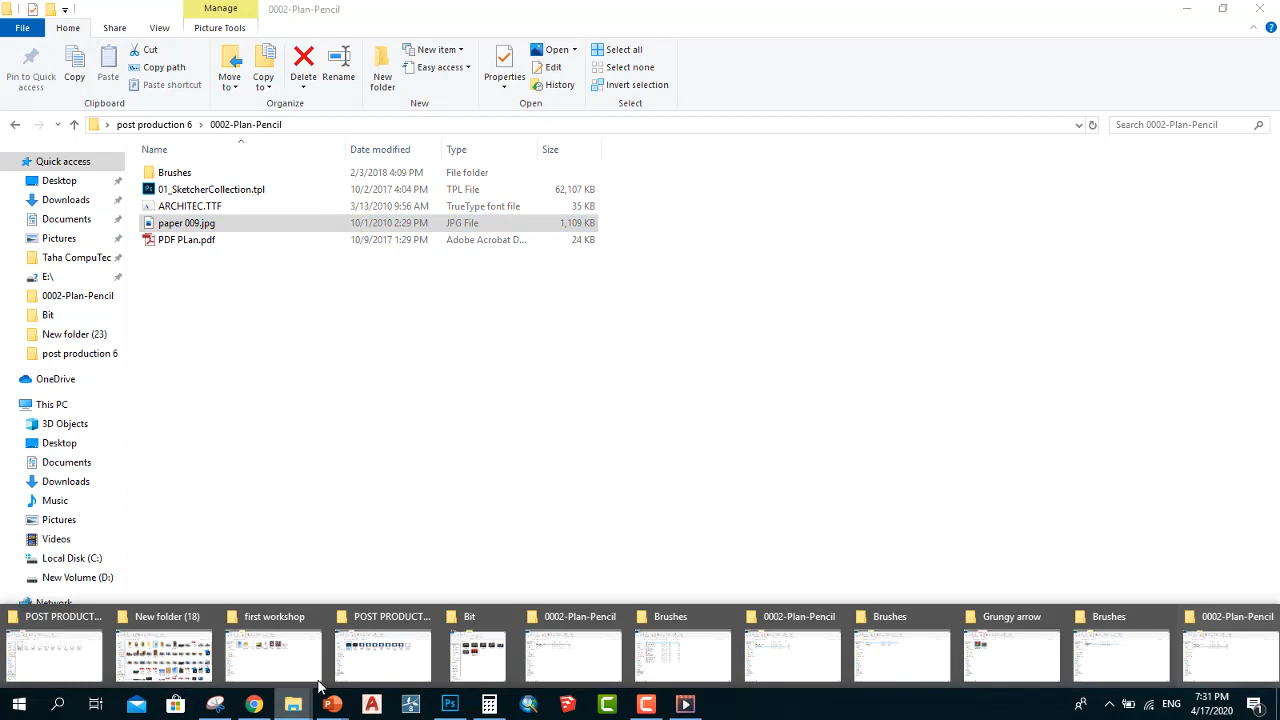 Manage
0002-Plan-Pencil
File
Home
Share
View
Picture Tools
Pin to Quick access
Copy
Paste
Cut
Copy path
Paste shortcut
Clipboard
Move to
Copy to
Delete
Rename
Organize
New folder
New item
Easy access
New
Properties
Open
Edit
History
Open
Select all
Select none
Invert selection
Select
post production 6 > 0002-Plan-Pencil
Search 0002-Plan-Pencil
Name Date modified Type Size
Brushes 2/3/2018 4:09 PM File folder
01_SketcherCollection.tpl 10/2/2017 4:04 PM TPL File 62,107 KB
ARCHITEC.TTF 3/13/2010 9:56 AM TrueType font file 35 KB
paper 009.jpg 10/1/2010 2:29 PM JPG File 1,109 KB
PDF PLan.pdf 10/9/2017 1:29 PM Adobe Acrobat D... 24 KB
Quick access
Desktop
Downloads
Documents
Pictures
Taha CompuTec
E:\
0002-Plan-Pencil
Bit
New folder (23)
post production 6
OneDrive
This PC
3D Objects
Desktop
Documents
Downloads
Music
Pictures
Videos
Local Disk (C:)
New Volume (D:)
Network
POST PRODUCT... New folder (18) first workshop POST PRODUCT... Bit 0002-Plan-Pencil Brushes 0002-Plan-Pencil Brushes Grungy arrow Brushes 0002-Plan-Pencil
ENG
7:31 PM
4/17/2020